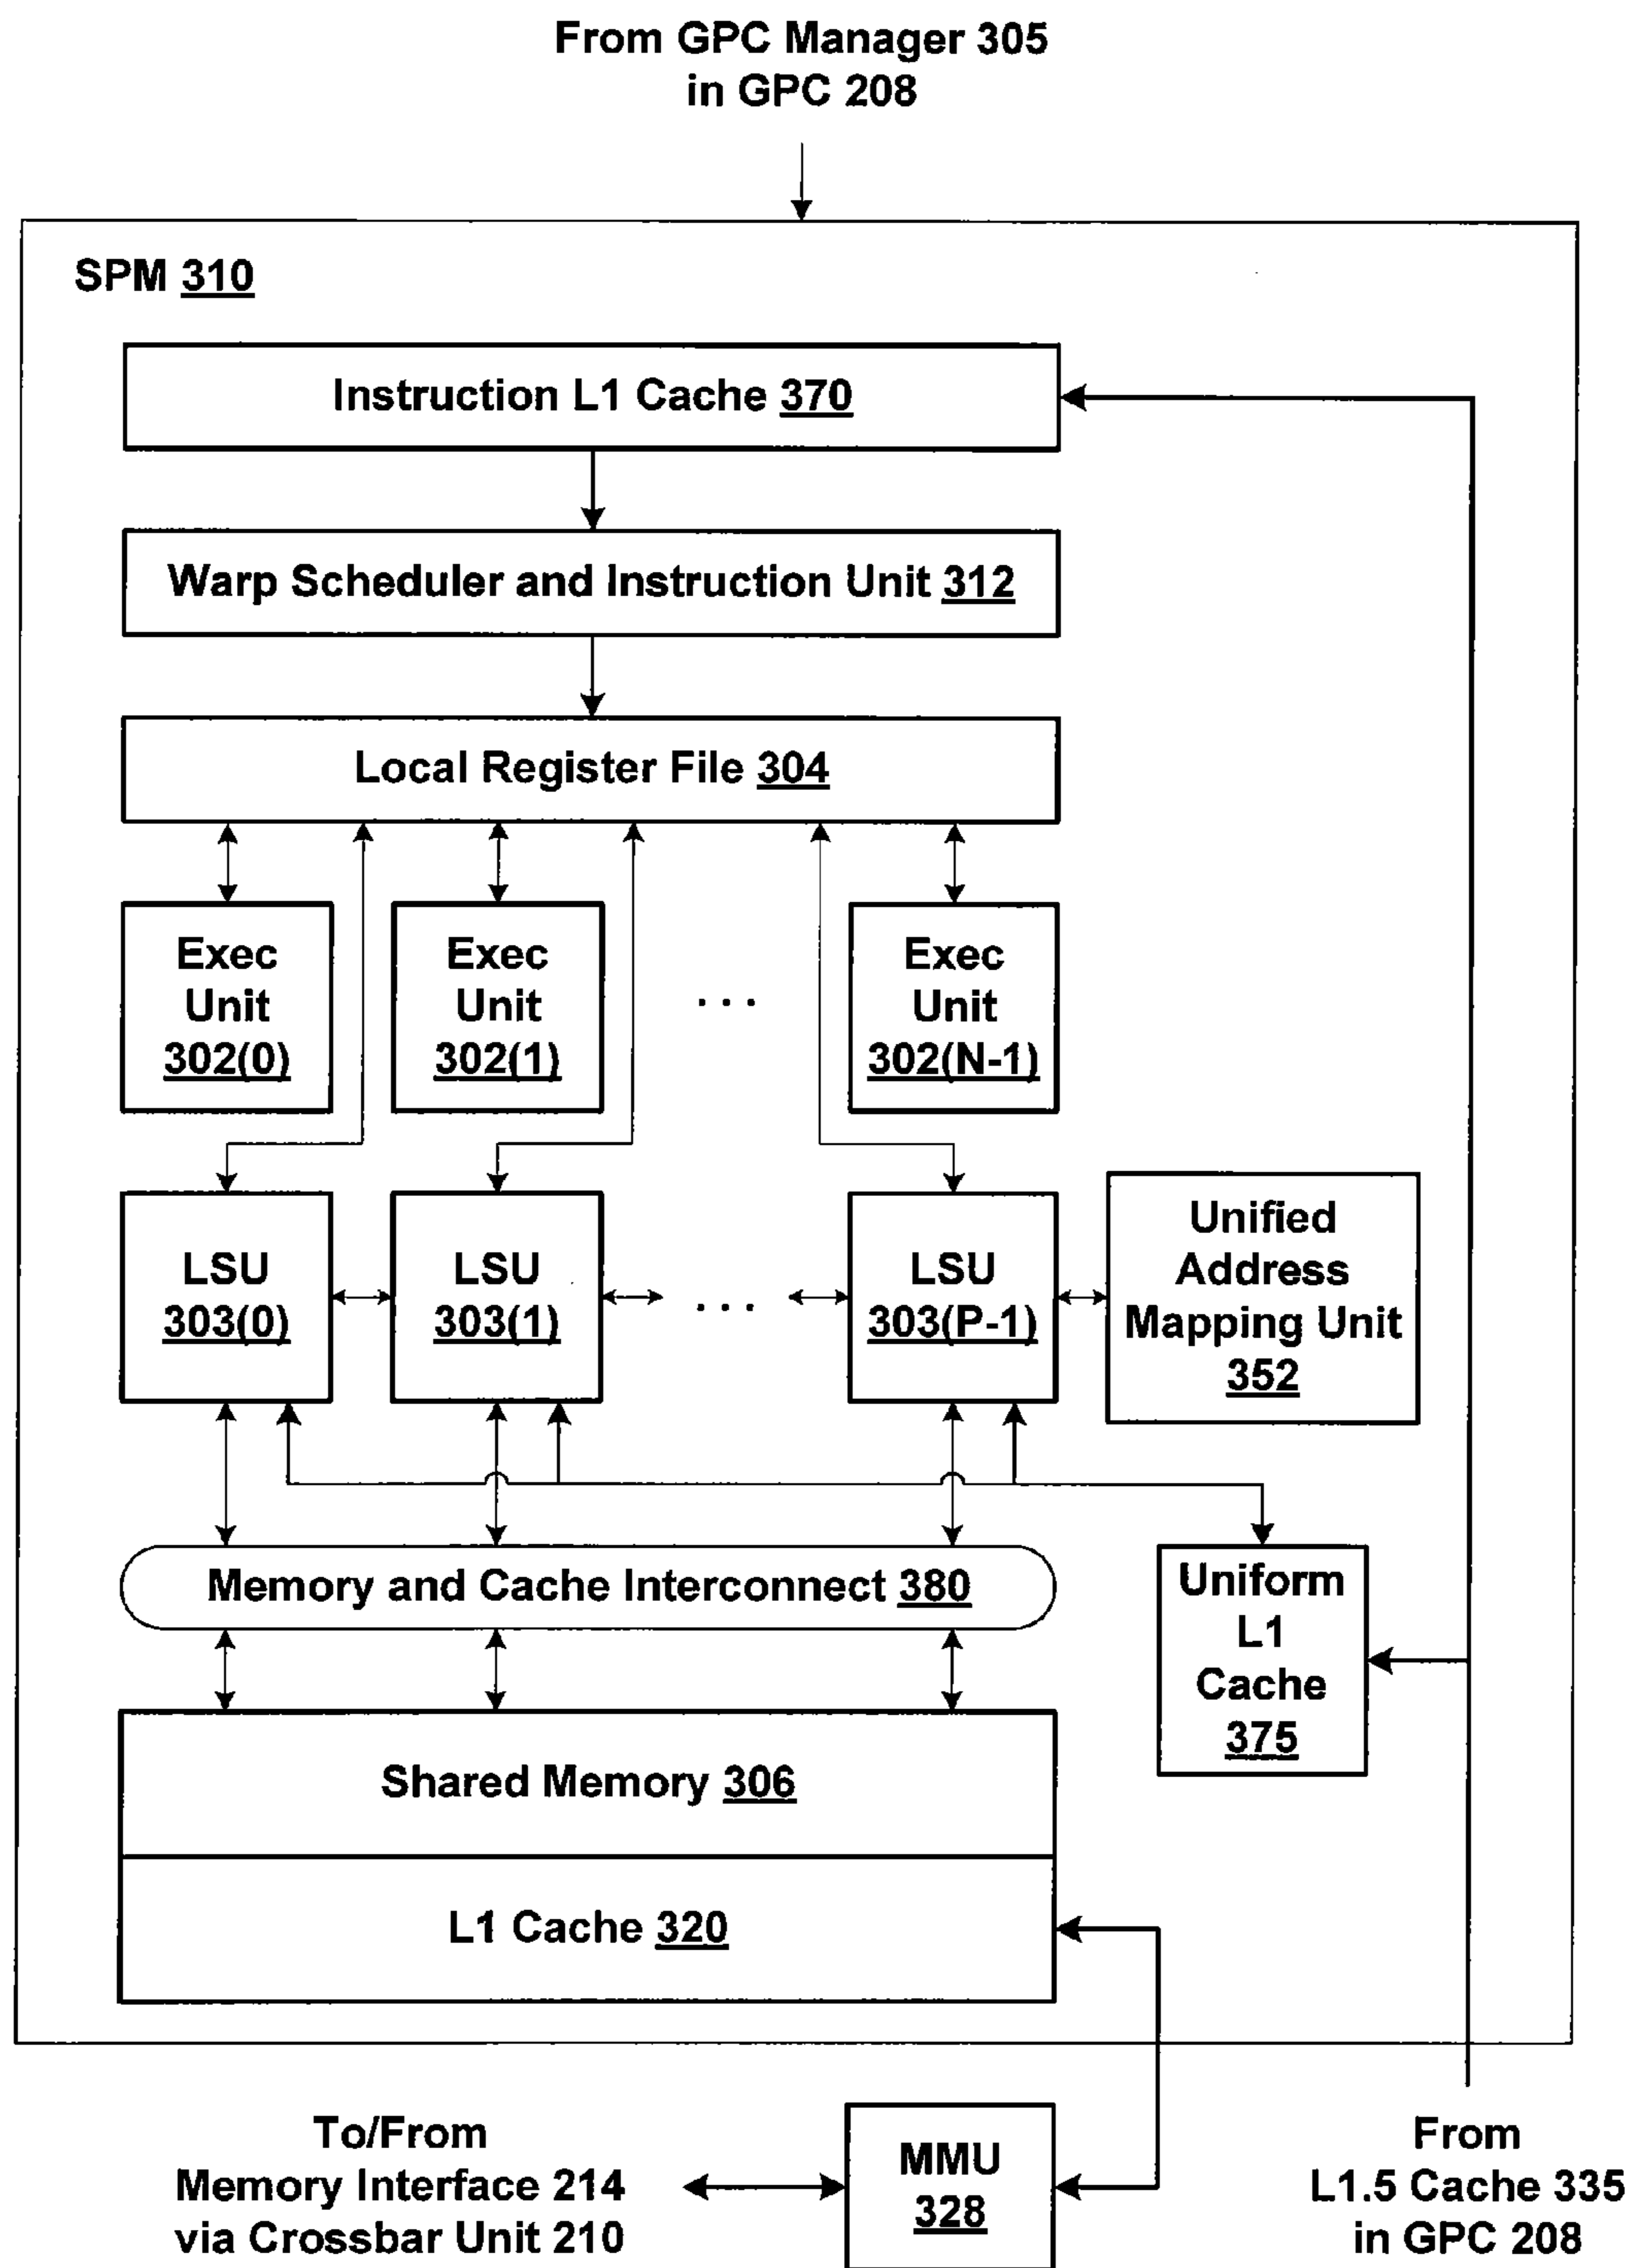 From GPC Manager 305
in GPC 208
SPM 310
Instruction L1 Cache 370
Warp Scheduler and Instruction Unit 312
Local Register File 304
Exec
Unit
302(0)
Exec
Unit
302(1)
. . .
Exec
Unit
302(N-1)
LSU
303(0)
LSU
303(1)
. . .
LSU
303(P-1)
Unified
Address
Mapping Unit
352
Memory and Cache Interconnect 380
Uniform
L1
Cache
375
Shared Memory 306
L1 Cache 320
To/From
Memory Interface 214
via Crossbar Unit 210
MMU
328
From
L1.5 Cache 335
in GPC 208